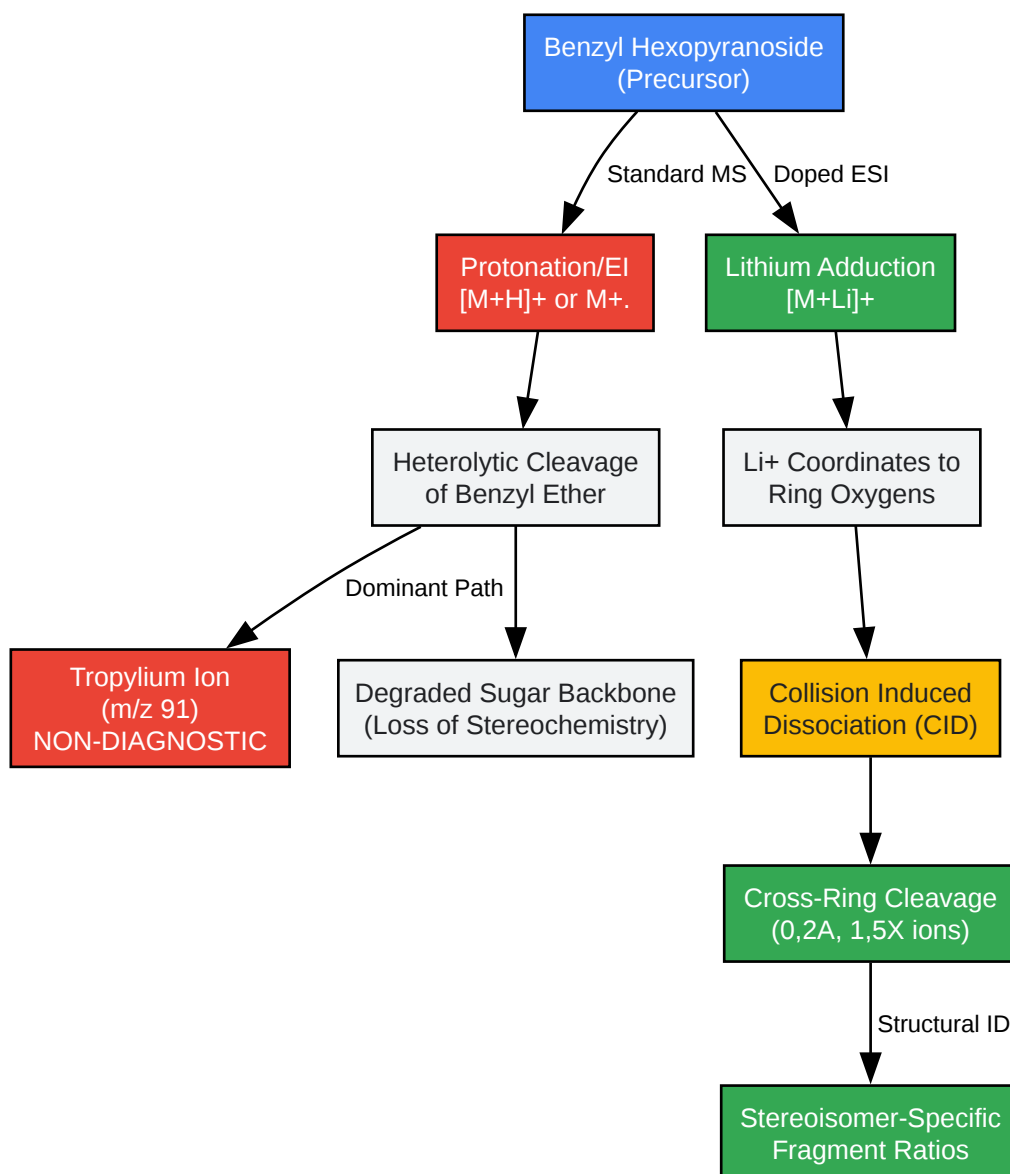 Benzyl Hexopyranoside
(Precursor)
Standard MS
Doped ESI
Protonation/EI
[M+H]+ or M+.
Lithium Adduction
[M+Li]+
Heterolytic Cleavage
of Benzyl Ether
Li+ Coordinates to
Ring Oxygens
Dominant Path
Tropylium Ion
(m/z 91)
NON-DIAGNOSTIC
Degraded Sugar Backbone
(Loss of Stereochemistry)
Collision Induced
Dissociation (CID)
Cross-Ring Cleavage
(0,2A, 1,5X ions)
Structural ID
Stereoisomer-Specific
Fragment Ratios